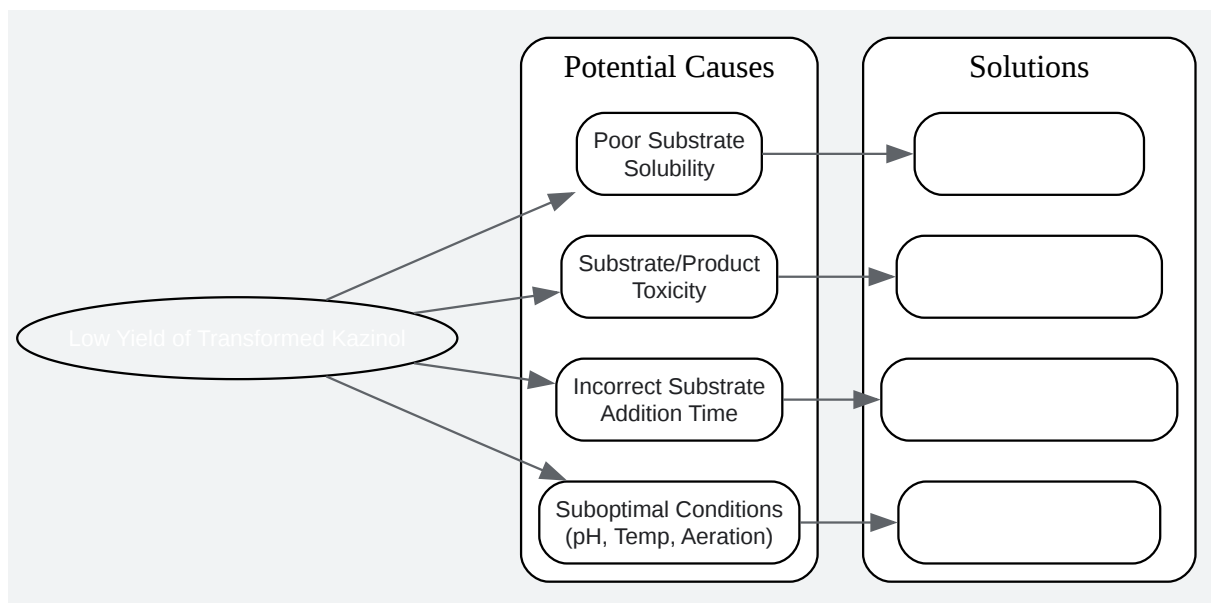 Potential Causes
Solutions
Poor Substrate
Solubility
Substrate/Product
Toxicity
Low Yield of Transformed Kazinol
Incorrect Substrate
Addition Time
Suboptimal Conditions
(pH, Temp, Aeration)